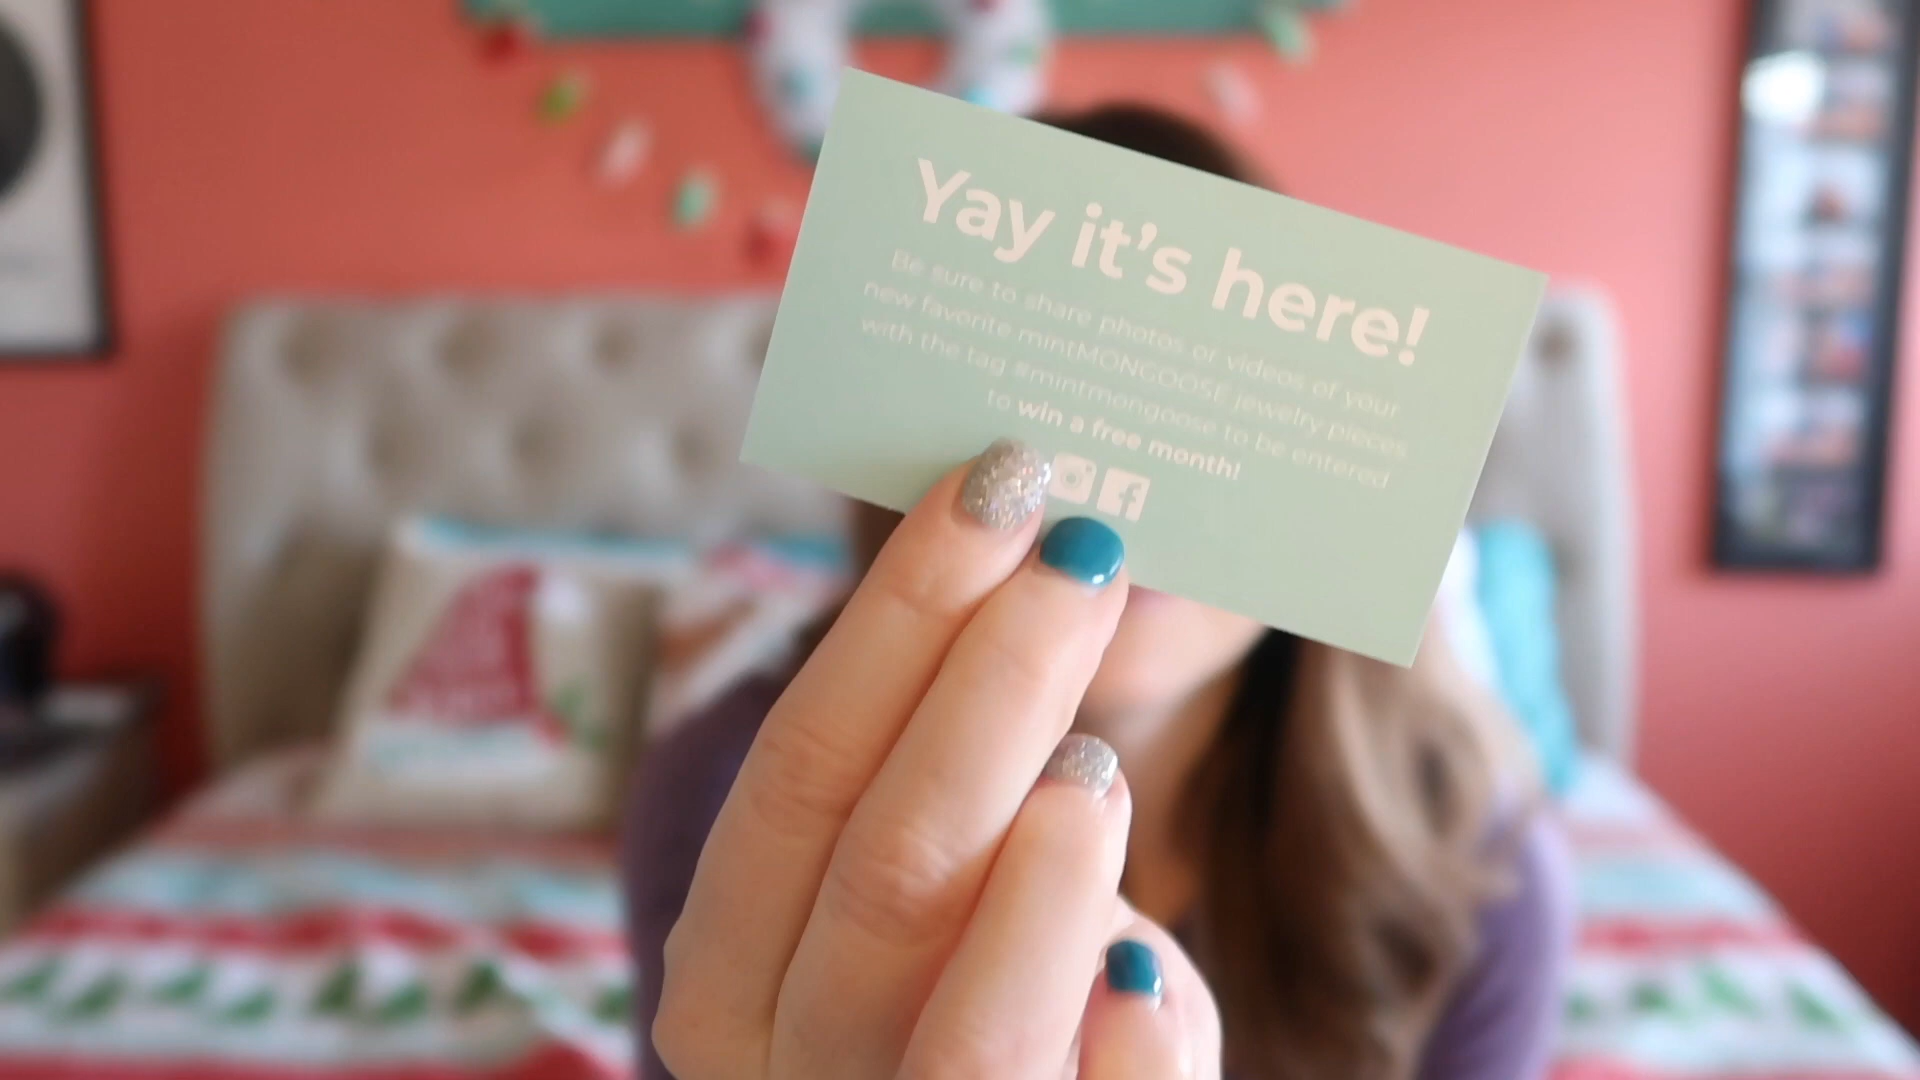 Yay it's here!
Be sure to share photos or videos of your
new favorite mintMONGOOSE jewelry pieces
with the tag #mintmongoose to be entered
to win a free month!